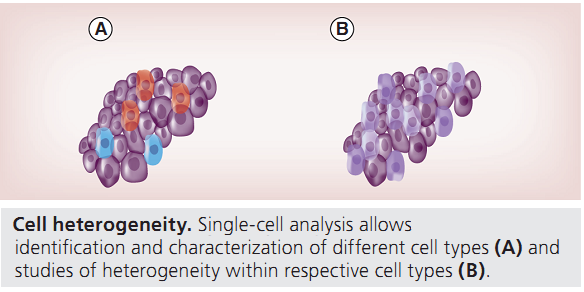 A
B
Cell heterogeneity. Single-cell analysis allows
identification and characterization of different cell types (A) and
studies of heterogeneity within respective cell types (B).